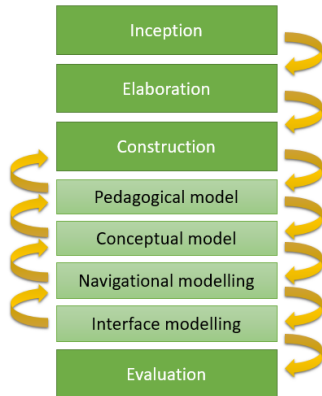 Inception
Elaboration
Construction
Pedagogical model
Conceptual model
Navigational modelling
Interface modelling
Evaluation